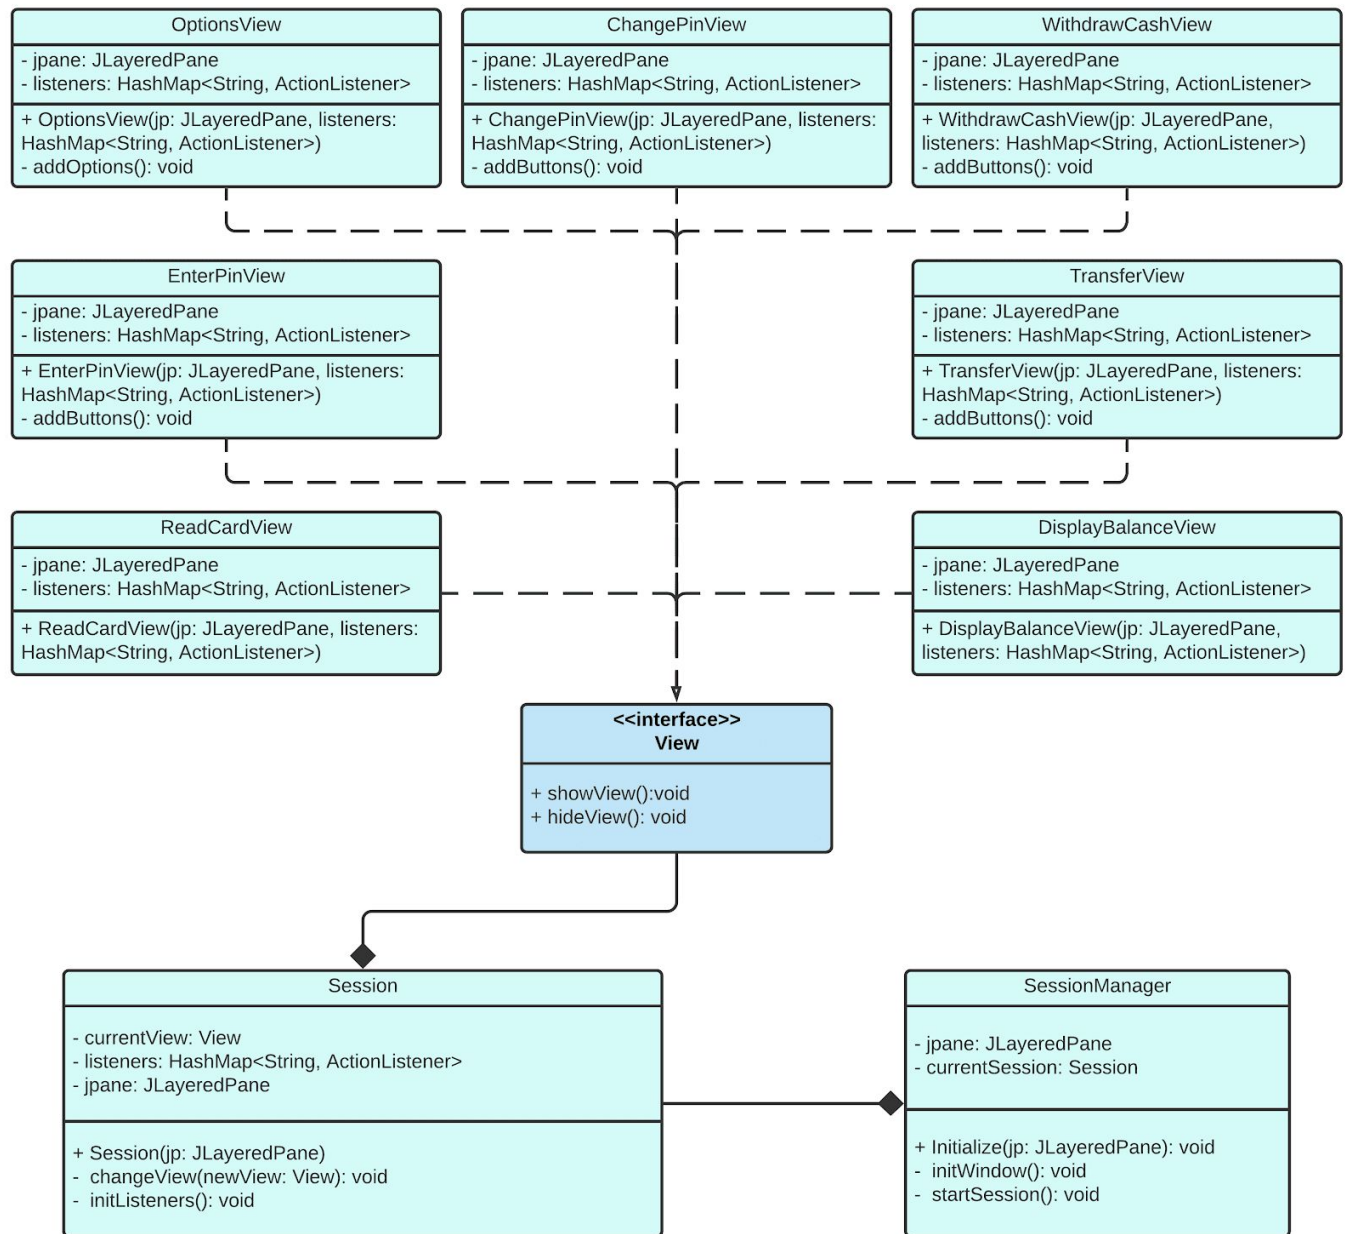 OptionsView
- jpane: JLayeredPane
- listeners: HashMap<String, ActionListener>
+ OptionsView(jp: JLayeredPane, listeners:
HashMap<String, ActionListener>)
- addOptions(): void
ChangePinView
- jpane: JLayeredPane
- listeners: HashMap<String, ActionListener>
+ ChangePinView(jp: JLayeredPane, listeners:
HashMap<String, ActionListener>)
- addButtons(): void
WithdrawCashView
- jpane: JLayeredPane
- listeners: HashMap<String, ActionListener>
+ WithdrawCashView(jp: JLayeredPane,
listeners: HashMap<String, ActionListener>)
- addButtons(): void
EnterPinView
- jpane: JLayeredPane
- listeners: HashMap<String, ActionListener>
+ EnterPinView(jp: JLayeredPane, listeners:
HashMap<String, ActionListener>)
- addButtons(): void
TransferView
- jpane: JLayeredPane
- listeners: HashMap<String, ActionListener>
+ TransferView(jp: JLayeredPane, listeners:
HashMap<String, ActionListener>)
- addButtons(): void
ReadCardView
- jpane: JLayeredPane
- listeners: HashMap<String, ActionListener>
+ ReadCardView(jp: JLayeredPane, listeners:
HashMap<String, ActionListener>)
DisplayBalanceView
- jpane: JLayeredPane
- listeners: HashMap<String, ActionListener>
+ DisplayBalanceView(jp: JLayeredPane,
listeners: HashMap<String, ActionListener>)
<<interface>>
View
+ showView():void
+ hideView(): void
Session
- currentView: View
- listeners: HashMap<String, ActionListener>
- jpane: JLayeredPane
+ Session(jp: JLayeredPane)
- changeView(newView: View): void
- initListeners(): void
SessionManager
- jpane: JLayeredPane
- currentSession: Session
+ Initialize(jp: JLayeredPane): void
- initWindow(): void
- startSession(): void